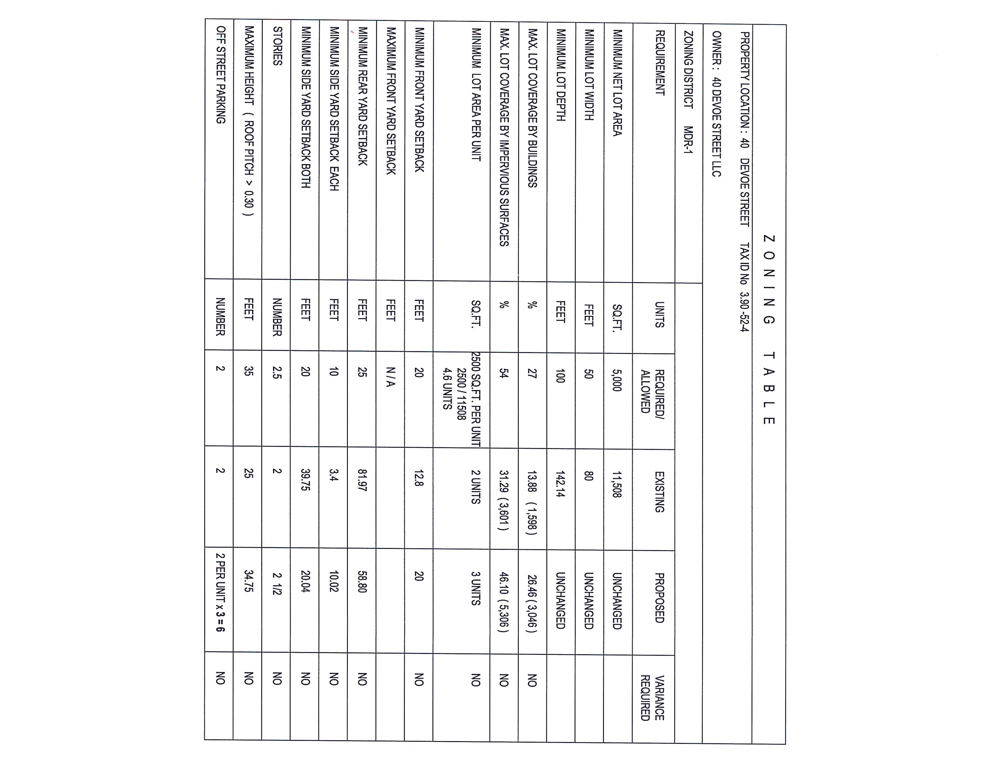 Z O N I N G   T A B L E
PROPERTY LOCATION : 40 DEVOE STREET TAX ID No 3.90 -52-4
OWNER : 40 DEVOE STREET LLC
ZONING DISTRICT MDR-1
REQUIREMENT UNITS REQUIRED/ EXISTING PROPOSED VARIANCE
ALLOWED REQUIRED
MINIMUM NET LOT AREA SQ.FT. 5,000 11,508 UNCHANGED
MINIMUM LOT WIDTH FEET 50 80 UNCHANGED
MINIMUM LOT DEPTH FEET 100 142.14 UNCHANGED
MAX. LOT COVERAGE BY BUILDINGS % 27 13.88 ( 1,598 ) 26.46 ( 3,046 ) NO
MAX. LOT COVERAGE BY IMPERVIOUS SURFACES % 54 31.29 ( 3,601 ) 46.10 ( 5,306 ) NO
MINIMUM LOT AREA PER UNIT SQ.FT. 2500 SQ.FT. PER UNIT 2 UNITS 3 UNITS NO
2500 / 11508
4.6 UNITS
MINIMUM FRONT YARD SETBACK FEET 20 12.8 20 NO
MAXIMUM FRONT YARD SETBACK FEET N / A
MINIMUM REAR YARD SETBACK FEET 25 81.97 58.80 NO
MINIMUM SIDE YARD SETBACK EACH FEET 10 3.4 10.02 NO
MINIMUM SIDE YARD SETBACK BOTH FEET 20 39.75 20.04 NO
STORIES NUMBER 2.5 2 2 1/2 NO
MAXIMUM HEIGHT ( ROOF PITCH > 0.30 ) FEET 35 25 34.75 NO
OFF STREET PARKING NUMBER 2 2 2 PER UNIT x 3 = 6 NO